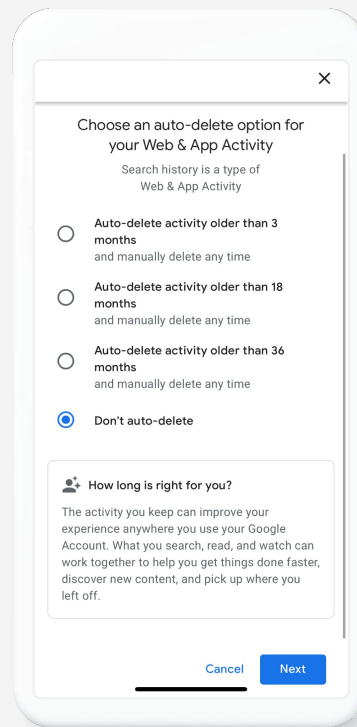 Choose an auto-delete option for
your Web & App Activity
Search history is a type of
Web & App Activity
Auto-delete activity older than 3
months
and manually delete any time
Auto-delete activity older than 18
months
and manually delete any time
Auto-delete activity older than 36
months
and manually delete any time
Don't auto-delete
How long is right for you?
The activity you keep can improve your
experience anywhere you use your Google
Account. What you search, read, and watch can
work together to help you get things done faster,
discover new content, and pick up where you
left off.
Cancel
Next